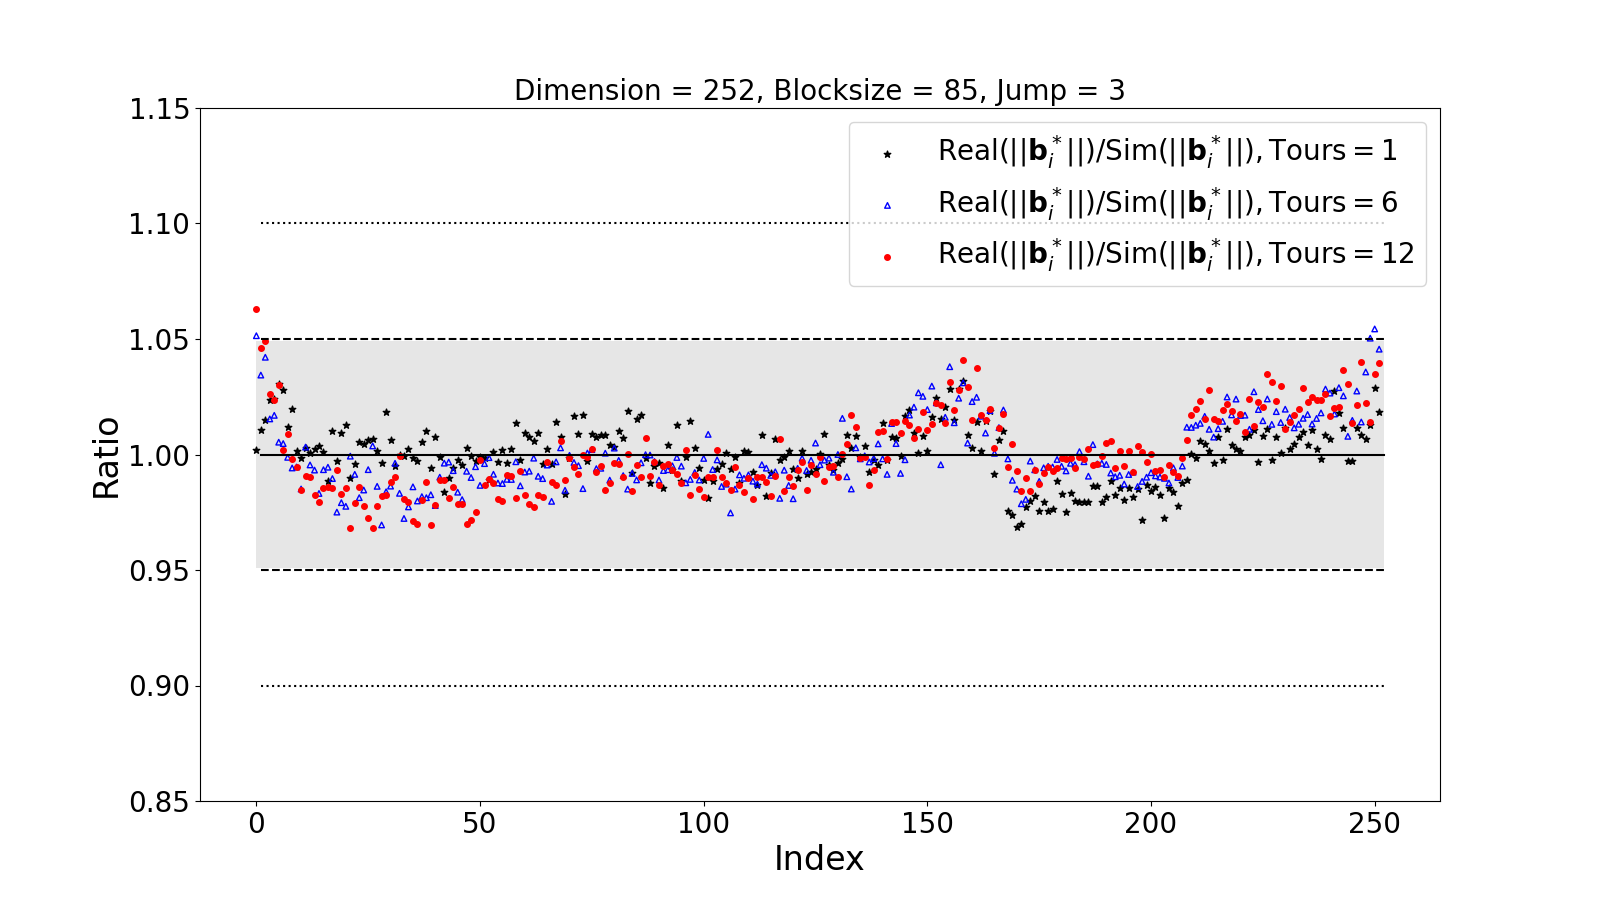 Dimension = 252, Blocksize = 85, Jump = 3
1.15
1.10
1.05
1.00
0.95
0.90
0.85
Ratio
Real(||b_i^*||)/Sim(||b_i^*||), Tours = 1
Real(||b_i^*||)/Sim(||b_i^*||), Tours = 6
Real(||b_i^*||)/Sim(||b_i^*||), Tours = 12
0 50 100 150 200 250
Index